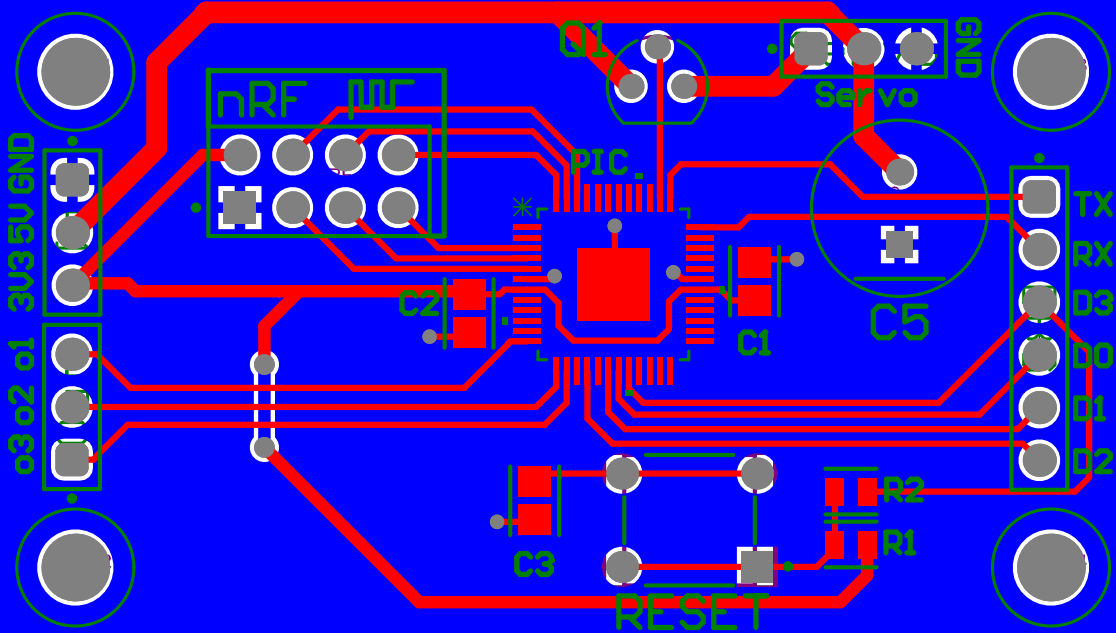 Q1
GND
Servo
nRF
PIC
GND
5V
3V3
TX
RX
D3
D0
D1
D2
C2
C1
C5
o1
o2
o3
R2
R1
C3
RESET